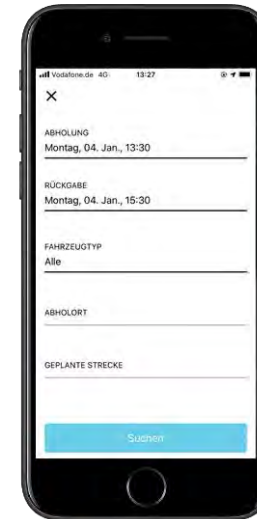 Vodafone.de 4G 13:27
ABHOLUNG
Montag, 04. Jan., 13:30
RÜCKGABE
Montag, 04. Jan., 15:30
FAHRZEUGTYP
Alle
ABHOLORT
GEPLANTE STRECKE
Suchen